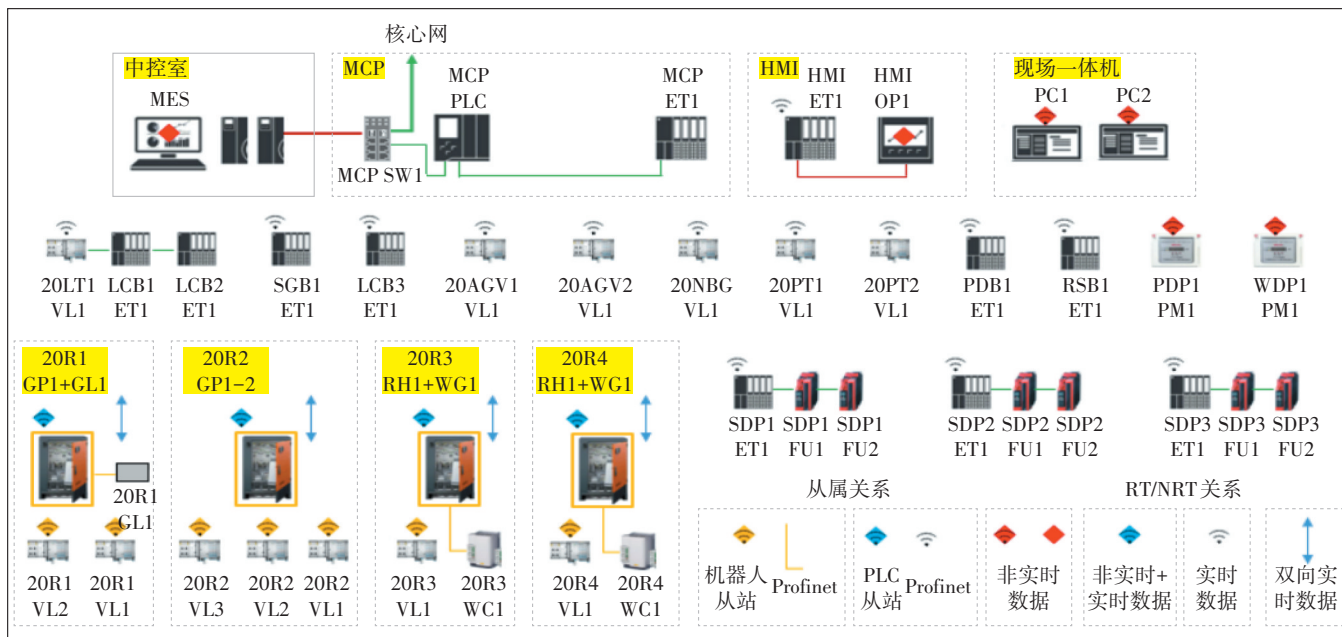 核心网
中控室
MES
MCP
MCP
PLC
MCP
ET1
MCP SW1
HMI
HMI
ET1
HMI
OP1
现场一体机
PC1
PC2
20LT1
VL1
LCB1
ET1
LCB2
ET1
SGB1
ET1
LCB3
ET1
20AGV1
VL1
20AGV2
VL1
20NBG
VL1
20PT1
VL1
20PT2
VL1
PDB1
ET1
RSB1
ET1
PDP1
PM1
WDP1
PM1
20R1
GP1+GL1
20R1
GL1
20R1
VL2
20R1
VL1
20R2
GP1-2
20R2
VL3
20R2
VL2
20R2
VL1
20R3
RH1+WG1
20R3
VL1
20R3
WC1
20R4
RH1+WG1
20R4
VL1
20R4
WC1
SDP1
ET1
SDP1
FU1
SDP1
FU2
SDP2
ET1
SDP2
FU1
SDP2
FU2
SDP3
ET1
SDP3
FU1
SDP3
FU2
从属关系
RT/NRT关系
机器人
从站
Profinet
PLC
从站
Profinet
非实时
数据
非实时+
实时数据
实时
数据
双向实
时数据